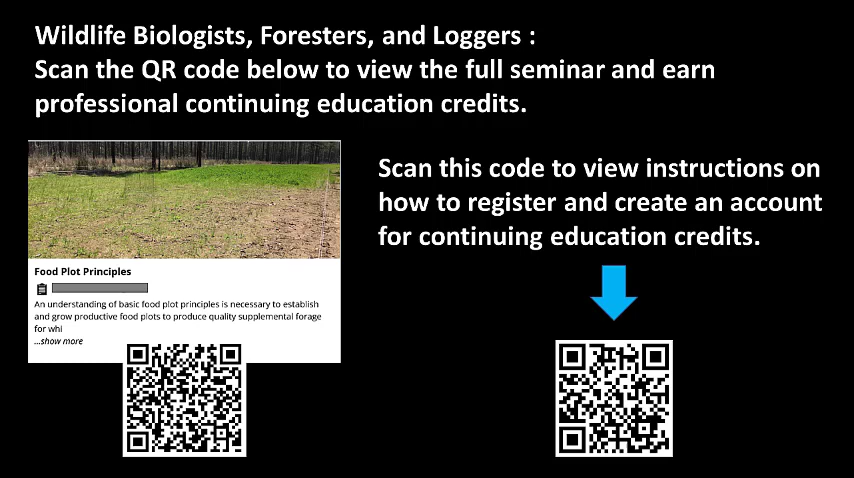 Wildlife Biologists, Foresters, and Loggers :
Scan the QR code below to view the full seminar and earn
professional continuing education credits.
Food Plot Principles
An understanding of basic food plot principles is necessary to establish
and grow productive food plots to produce quality supplemental forage
for whi
...show more
Scan this code to view instructions on
how to register and create an account
for continuing education credits.